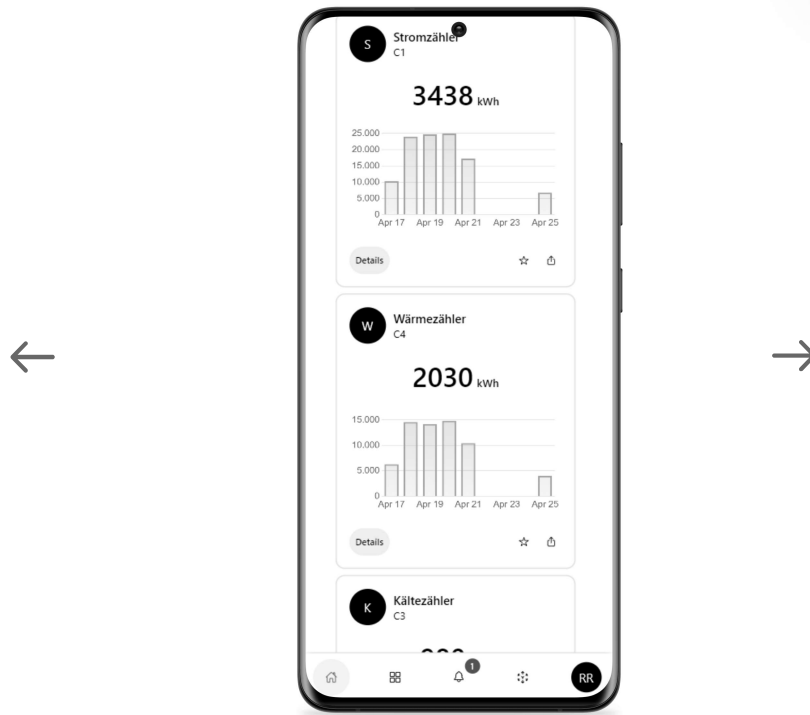 S
Stromzähler
C1
3438 kWh
25.000
20.000
15.000
10.000
5.000
0
Apr 17 Apr 19 Apr 21 Apr 23 Apr 25
Details
W
Wärmezähler
C4
2030 kWh
15.000
10.000
5.000
0
Apr 17 Apr 19 Apr 21 Apr 23 Apr 25
Details
K
Kältezähler
C3
1
RR